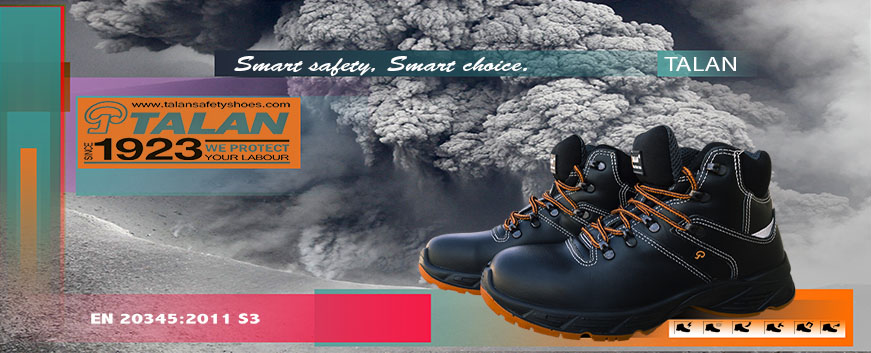 Smart safety, Smart choice.
TALAN
www.talansafetyshoes.com
TALAN
SINCE 1923 WE PROTECT
YOUR LABOUR
EN 20345:2011 S3